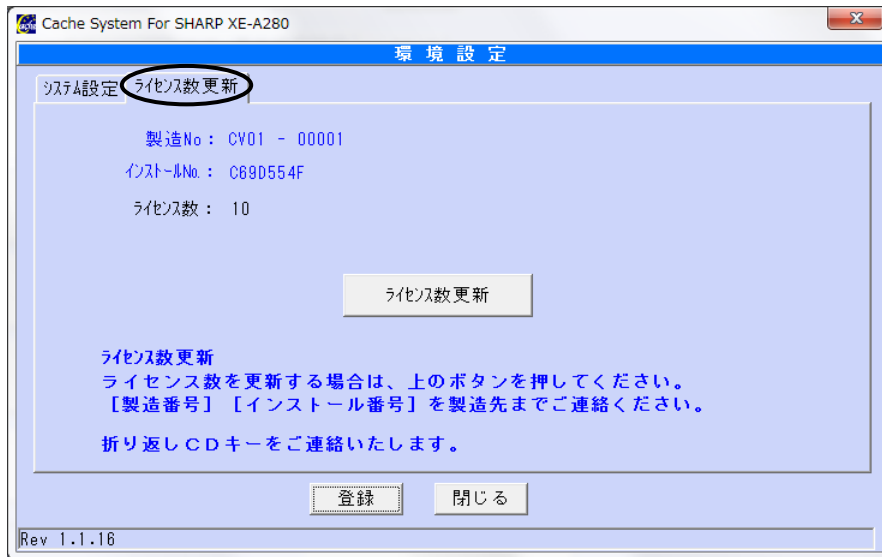 Cache System For SHARP XE-A280
環境設定
ｼｽﾃﾑ設定 ﾗｲｾﾝｽ数更新
製造No： CV01 - 00001
ｲﾝｽﾄｰﾙNo.： C69D554F
ﾗｲｾﾝｽ数： 10
ﾗｲｾﾝｽ数更新
ﾗｲｾﾝｽ数更新
ライセンス数を更新する場合は、上のボタンを押してください。
［製造番号］［インストール番号］を製造先までご連絡ください。
折り返しＣＤキーをご連絡いたします。
登録 閉じる
Rev 1.1.16